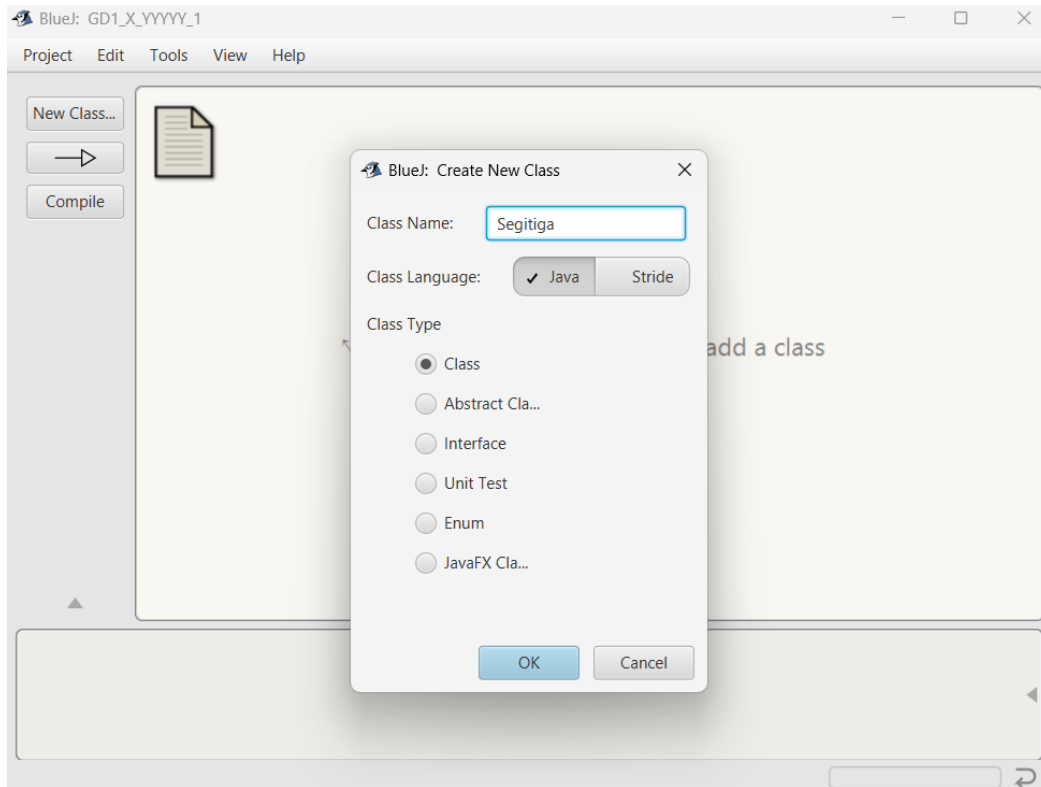 BlueJ: GD1_X_YYYYY_1
Project Edit Tools View Help
New Class...
Compile
add a class
BlueJ: Create New Class
Class Name: Segitiga
Class Language: ✓ Java Stride
Class Type
Class
Abstract Cla...
Interface
Unit Test
Enum
JavaFX Cla...
OK Cancel